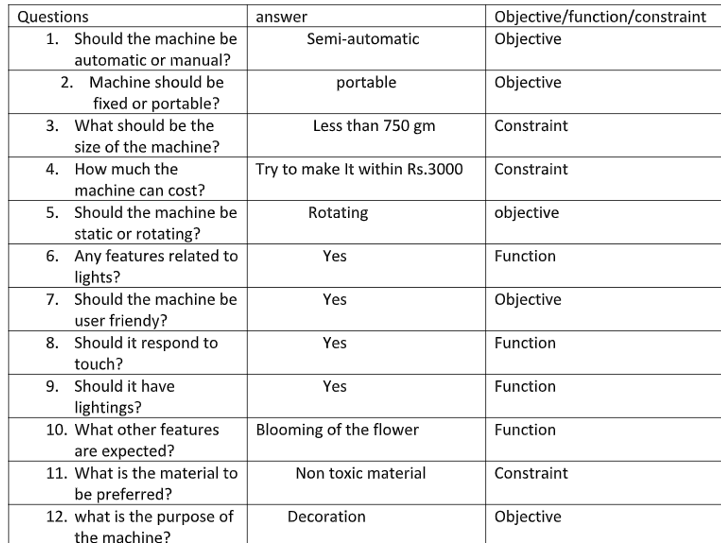 Questions answer Objective/function/constraint
1. Should the machine be Semi-automatic Objective
automatic or manual?
2. Machine should be portable Objective
fixed or portable?
3. What should be the Less than 750 gm Constraint
size of the machine?
4. How much the Try to make It within Rs.3000 Constraint
machine can cost?
5. Should the machine be Rotating objective
static or rotating?
6. Any features related to Yes Function
lights?
7. Should the machine be Yes Objective
user friendy?
8. Should it respond to Yes Function
touch?
9. Should it have Yes Function
lightings?
10. What other features Blooming of the flower Function
are expected?
11. What is the material to Non toxic material Constraint
be preferred?
12. what is the purpose of Decoration Objective
the machine?